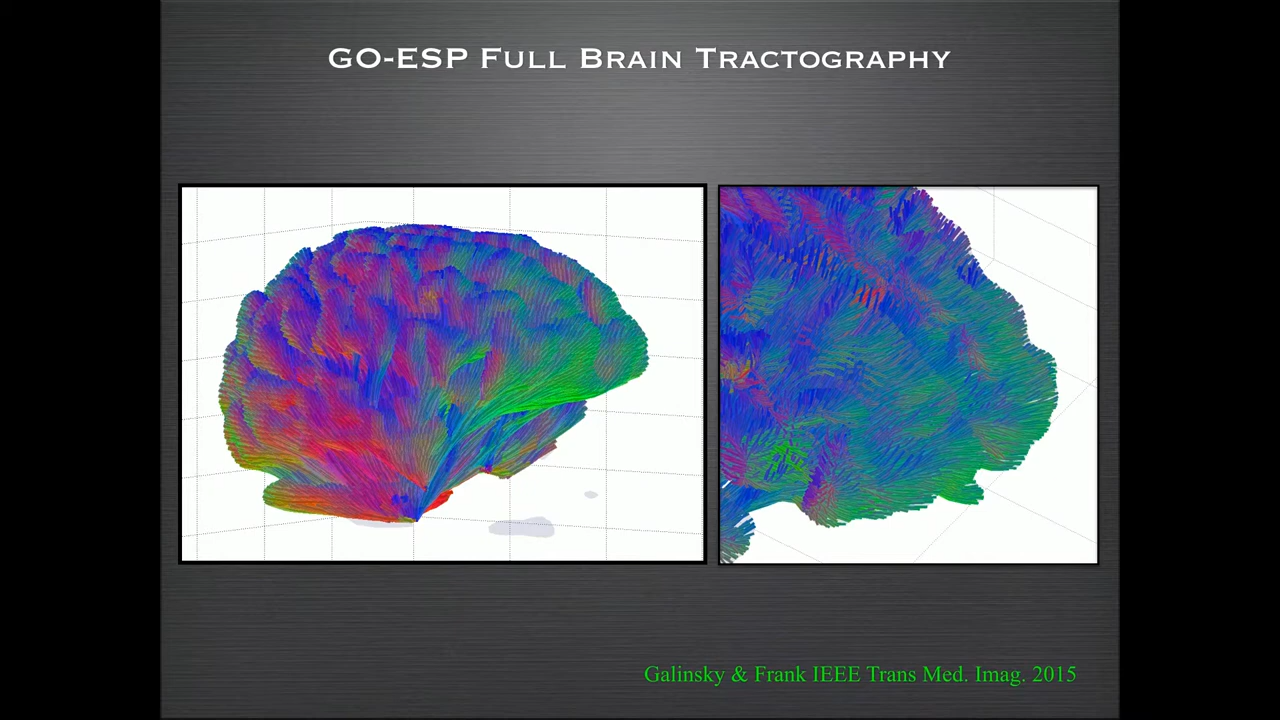 GO-ESP Full Brain Tractography
Galinsky & Frank IEEE Trans Med. Imag. 2015